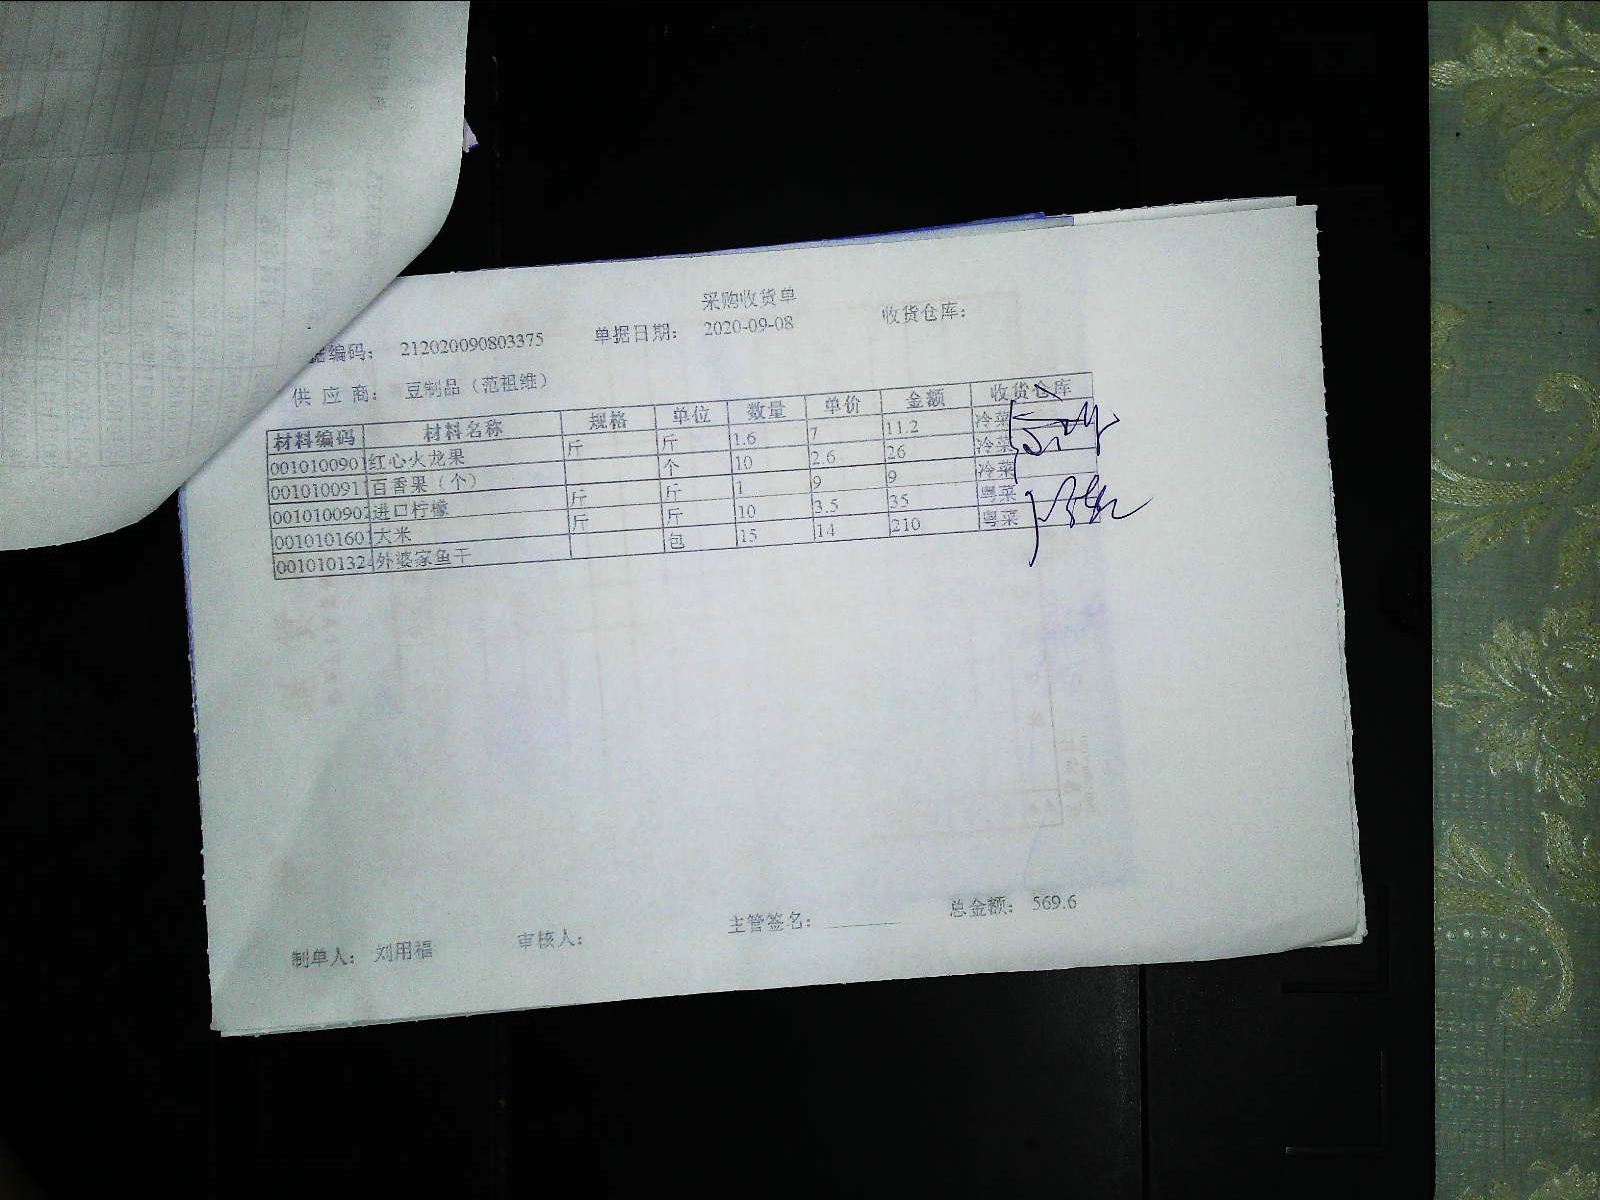 采购收货单
据编码： 212020090803375 单据日期： 2020-09-08 收货仓库：
供 应 商： 豆制品（范祖维）
材料编码 材料名称 规格 单位 数量 单价 金额 收货仓库
00101009 红心火龙果 斤 斤 1.6 7 11.2 冷菜
001010091 百香果（个） 个 10 2.6 26 冷菜
001010090 进口柠檬 斤 斤 1 9 9 冷菜
001010160 大米 斤 斤 10 3.5 35 粤菜
001010132 外婆家鱼干 包 15 14 210 粤菜
制单人： 刘用福 审核人： 主管签名： 总金额： 569.6